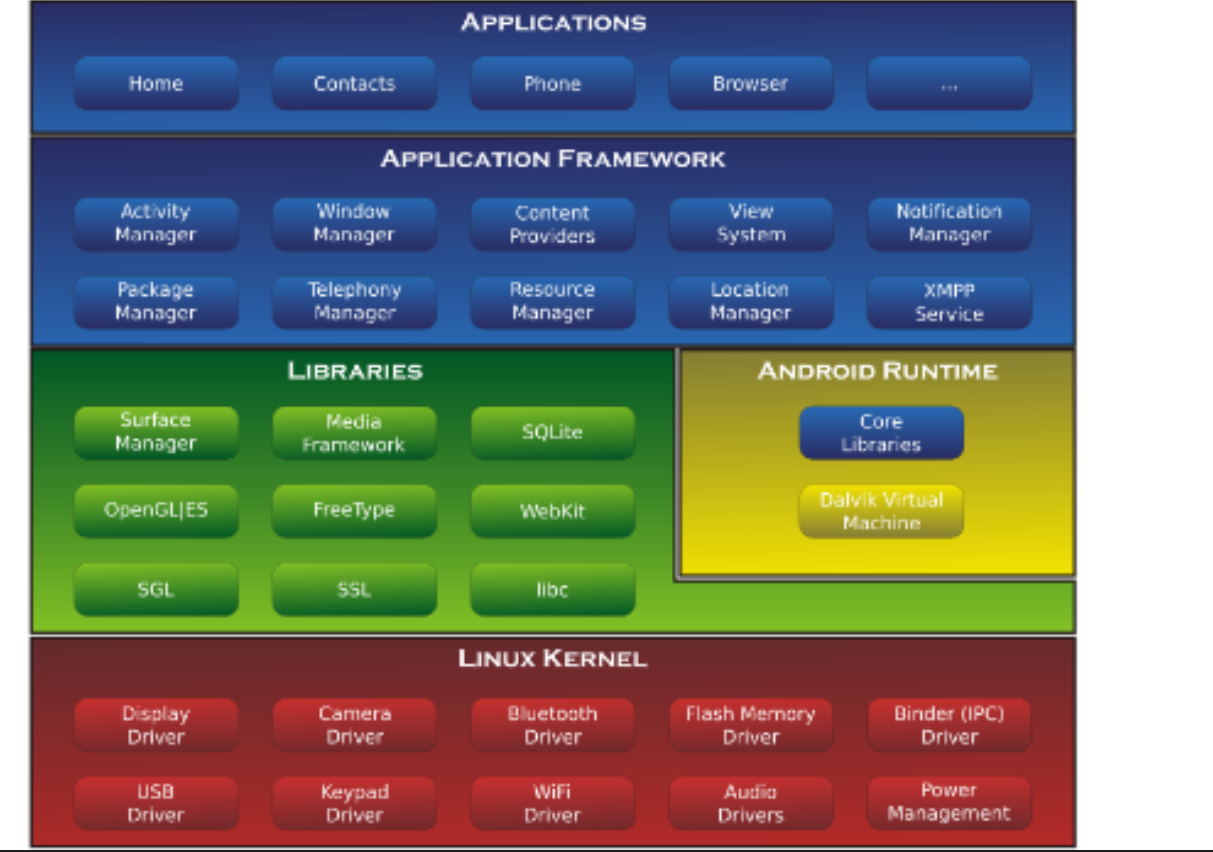 APPLICATIONS
Home
Contacts
Phone
Browser
...
APPLICATION FRAMEWORK
Activity
Manager
Window
Manager
Content
Providers
View
System
Notification
Manager
Package
Manager
Telephony
Manager
Resource
Manager
Location
Manager
XMPP
Service
LIBRARIES
Surface
Manager
Media
Framework
SQLite
OpenGL|ES
FreeType
WebKit
SGL
SSL
libc
ANDROID RUNTIME
Core
Libraries
Dalvik Virtual
Machine
LINUX KERNEL
Display
Driver
Camera
Driver
Bluetooth
Driver
Flash Memory
Driver
Binder (IPC)
Driver
USB
Driver
Keypad
Driver
WiFi
Driver
Audio
Drivers
Power
Management